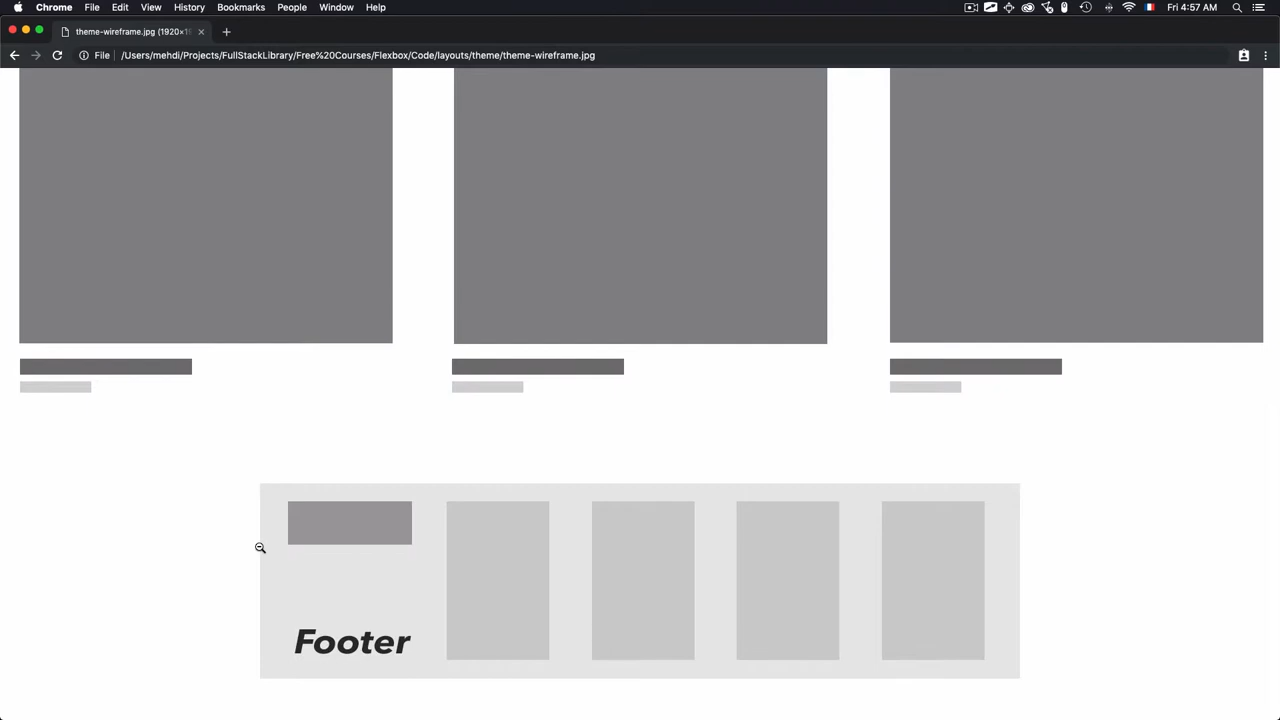 Chrome File Edit View History Bookmarks People Window Help Fri 4:57 AM
theme-wireframe.jpg (1920×19
File /Users/mehdi/Projects/FullStackLibrary/Free%20Courses/Flexbox/Code/layouts/theme/theme-wireframe.jpg
Footer